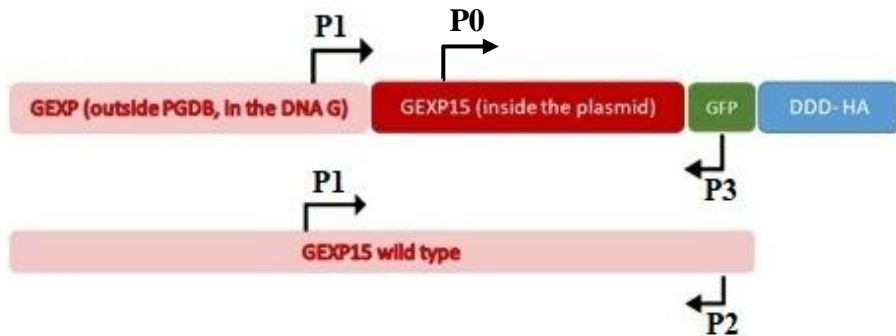 P1 P0
GEXP (outside PGDB, in the DNA G) GEXP15 (inside the plasmid) GFP DDD-HA
P1 P3
GEXP15 wild type
P2